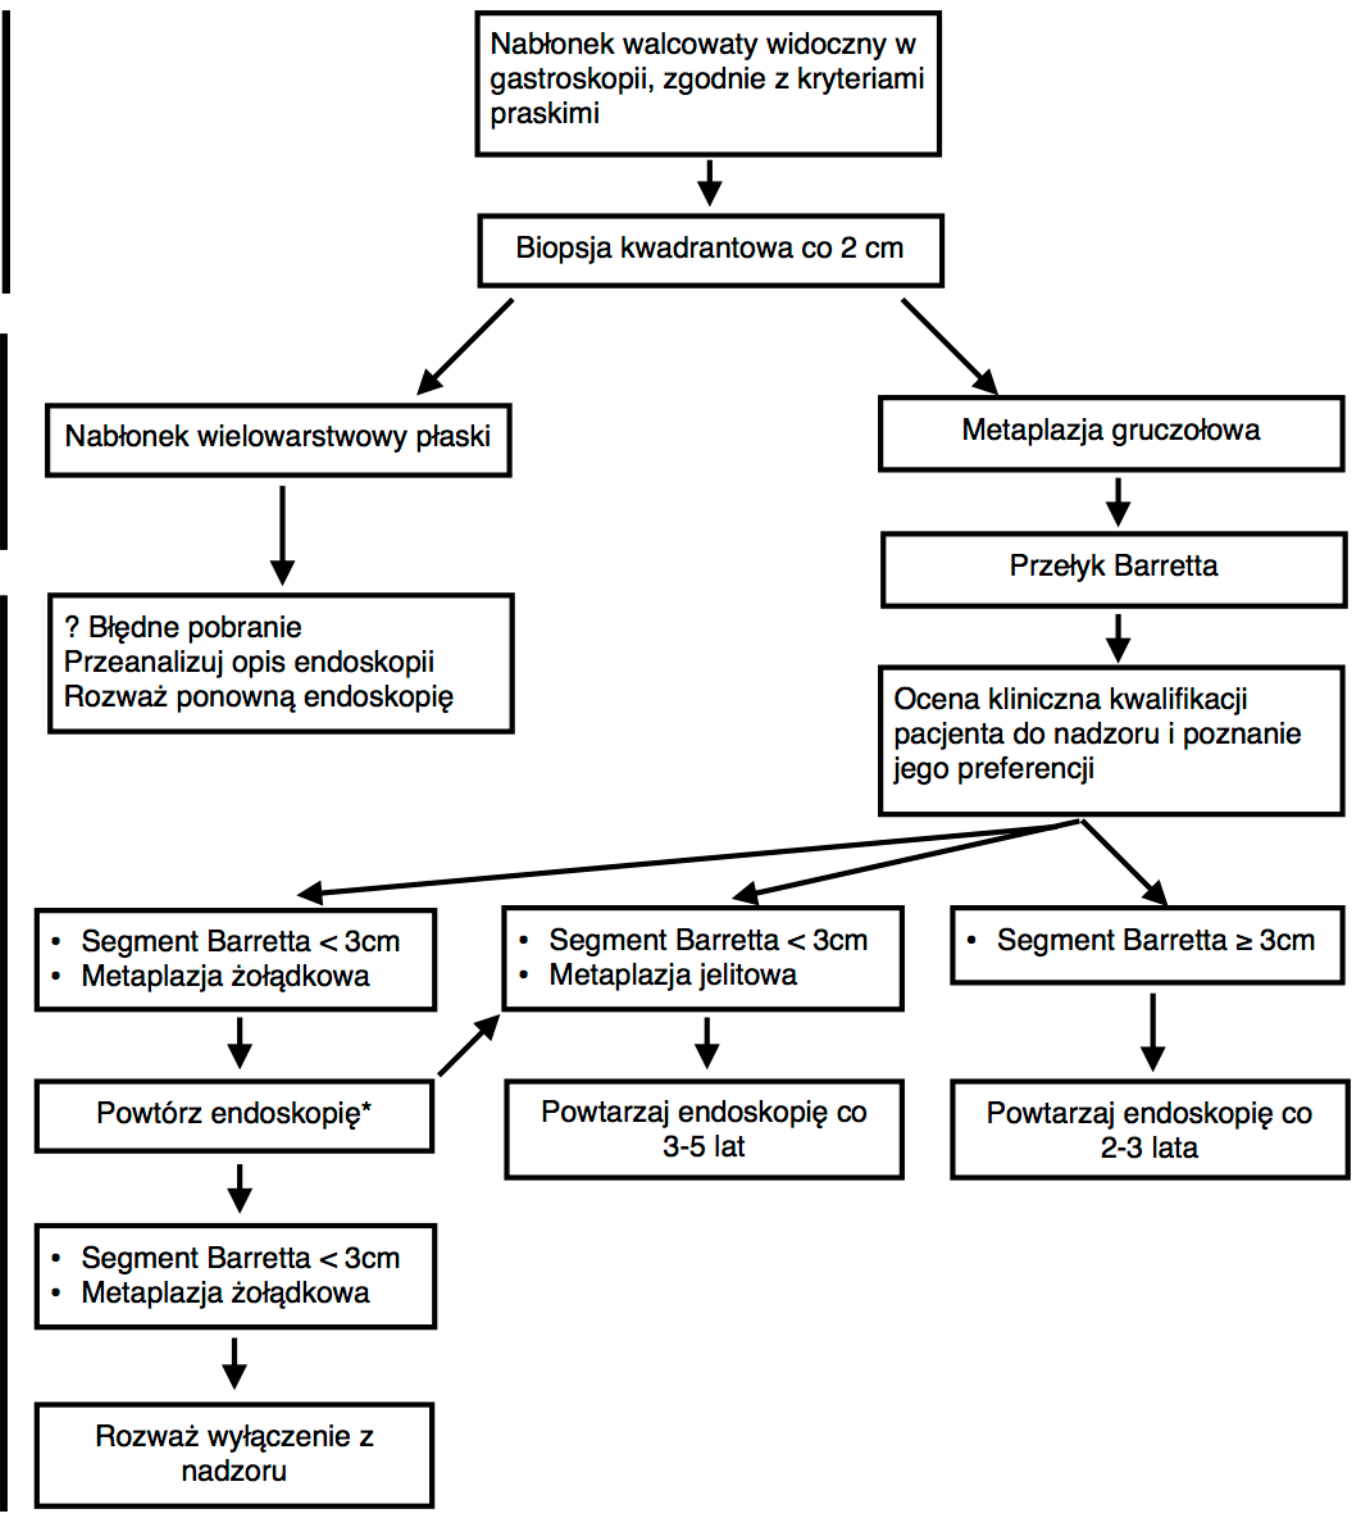 Nabłonek walcowaty widoczny w
gastroskopii, zgodnie z kryteriami
praskimi
Biopsja kwadrantowa co 2 cm
Nabłonek wielowarstwowy płaski
Metaplazja gruczołowa
Przełyk Barretta
? Błędne pobranie
Przeanalizuj opis endoskopii
Rozważ ponowną endoskopię
Ocena kliniczna kwalifikacji
pacjenta do nadzoru i poznanie
jego preferencji
• Segment Barretta < 3cm
• Metaplazja żołądkowa
• Segment Barretta < 3cm
• Metaplazja jelitowa
• Segment Barretta ≥ 3cm
Powtórz endoskopię*
Powtarzaj endoskopię co
3-5 lat
Powtarzaj endoskopię co
2-3 lata
• Segment Barretta < 3cm
• Metaplazja żołądkowa
Rozważ wyłączenie z
nadzoru